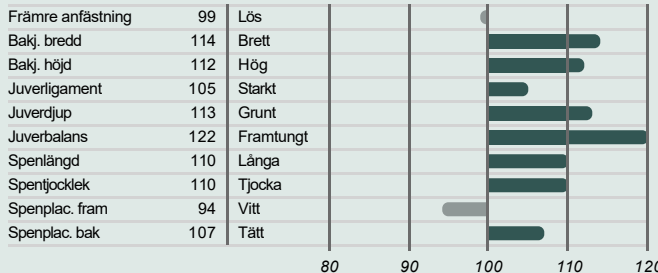 Främre anfästning 99 Lös
Bakj. bredd 114 Brett
Bakj. höjd 112 Hög
Juverligament 105 Starkt
Juverdjup 113 Grunt
Juverbalans 122 Framtungt
Spenlängd 110 Långa
Spentjocklek 110 Tjocka
Spenplac. fram 94 Vitt
Spenplac. bak 107 Tätt
80 90 100 110 120